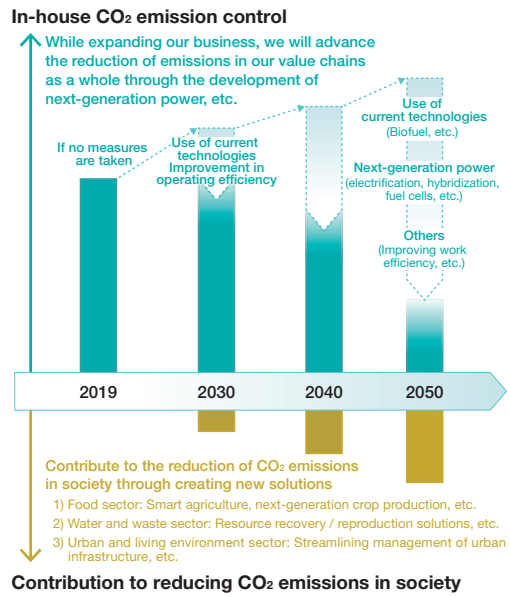 In-house CO₂ emission control
While expanding our business, we will advance
the reduction of emissions in our value chains
as a whole through the development of
next-generation power, etc.
If no measures
are taken
Use of current
technologies
Improvement in
operating efficiency
Use of
current technologies
(Biofuel, etc.)
Next-generation power
(electrification, hybridization,
fuel cells, etc.)
Others
(Improving work
efficiency, etc.)
2019
2030
2040
2050
Contribute to the reduction of CO₂ emissions
in society through creating new solutions
1) Food sector: Smart agriculture, next-generation crop production, etc.
2) Water and waste sector: Resource recovery / reproduction solutions, etc.
3) Urban and living environment sector: Streamlining management of urban
infrastructure, etc.
Contribution to reducing CO₂ emissions in society